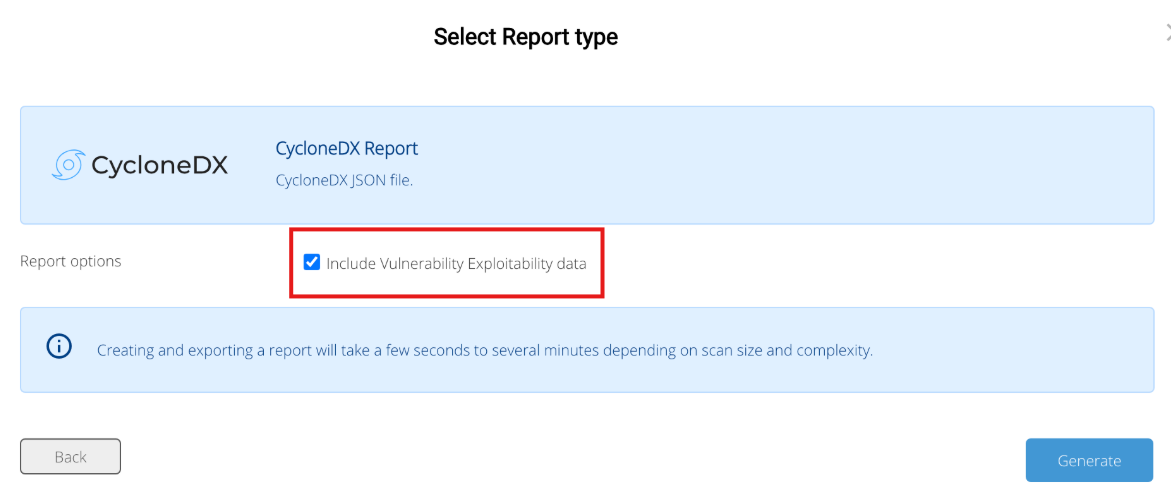 Select Report type
CycloneDX
CycloneDX Report
CycloneDX JSON file.
Report options
Include Vulnerability Exploitability data
Creating and exporting a report will take a few seconds to several minutes depending on scan size and complexity.
Back
Generate